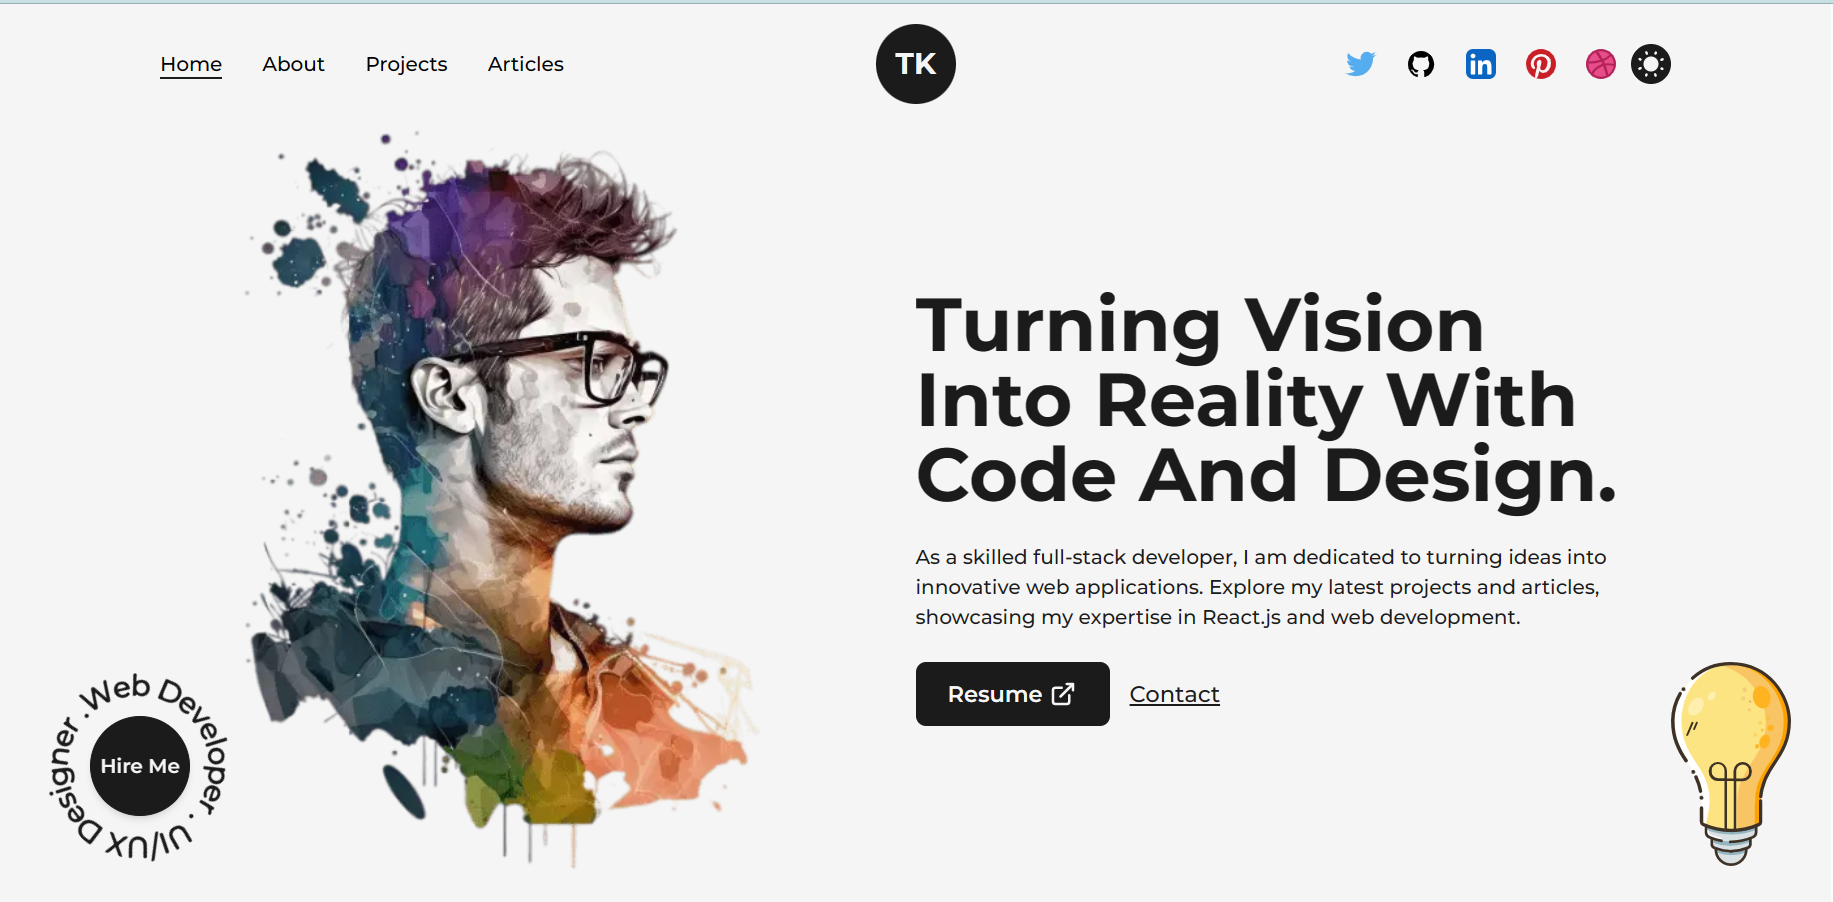 Home About Projects Articles
TK
in
Turning Vision
Into Reality With
Code And Design.
As a skilled full-stack developer, I am dedicated to turning ideas into
innovative web applications. Explore my latest projects and articles,
showcasing my expertise in React.js and web development.
Resume Contact
.Web Developer . UI/UX Designer
Hire Me